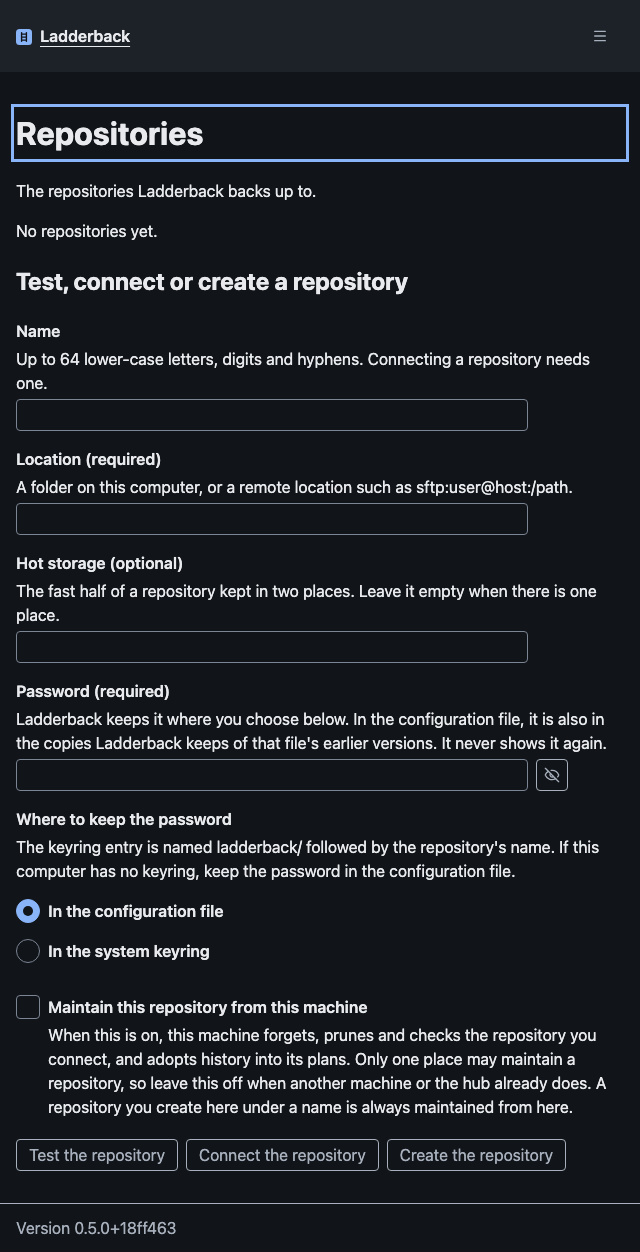 Ladderback
Repositories
The repositories Ladderback backs up to.
No repositories yet.
Test, connect or create a repository
Name
Up to 64 lower-case letters, digits and hyphens. Connecting a repository needs
one.
Location (required)
A folder on this computer, or a remote location such as sftp:user@host:/path.
Hot storage (optional)
The fast half of a repository kept in two places. Leave it empty when there is one
place.
Password (required)
Ladderback keeps it where you choose below. In the configuration file, it is also in
the copies Ladderback keeps of that file's earlier versions. It never shows it again.
Where to keep the password
The keyring entry is named ladderback/ followed by the repository's name. If this
computer has no keyring, keep the password in the configuration file.
In the configuration file
In the system keyring
Maintain this repository from this machine
When this is on, this machine forgets, prunes and checks the repository you
connect, and adopts history into its plans. Only one place may maintain a
repository, so leave this off when another machine or the hub already does. A
repository you create here under a name is always maintained from here.
Test the repository Connect the repository Create the repository
Version 0.5.0+18ff463